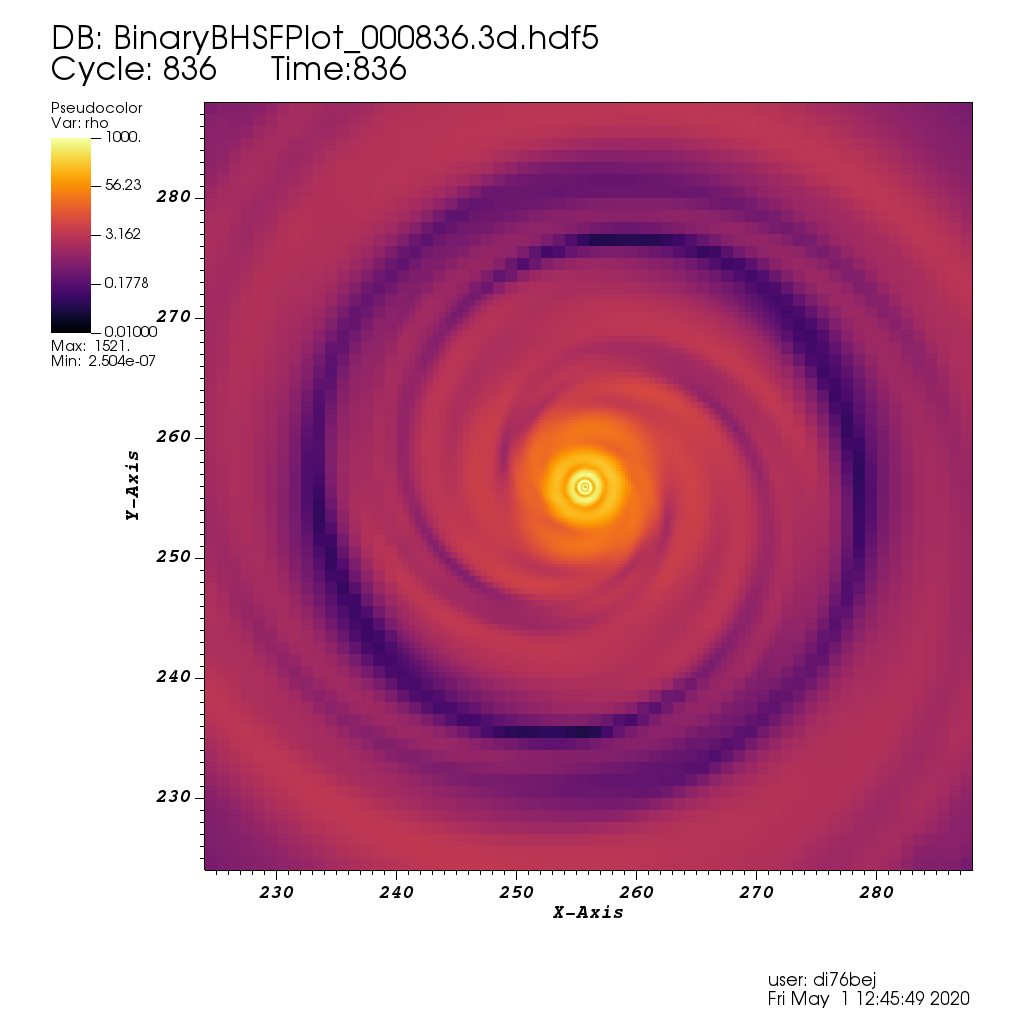 DB: BinaryBHSFPlot_000836.3d.hdf5
Cycle: 836 Time:836
Pseudocolor
Var: rho
1000.
56.23
3.162
0.1778
0.01000
Max: 1521.
Min: 2.504e-07
280
270
260
250
240
230
Y-Axis
230 240 250 260 270 280
X-Axis
user: di76bej
Fri May 1 12:45:49 2020